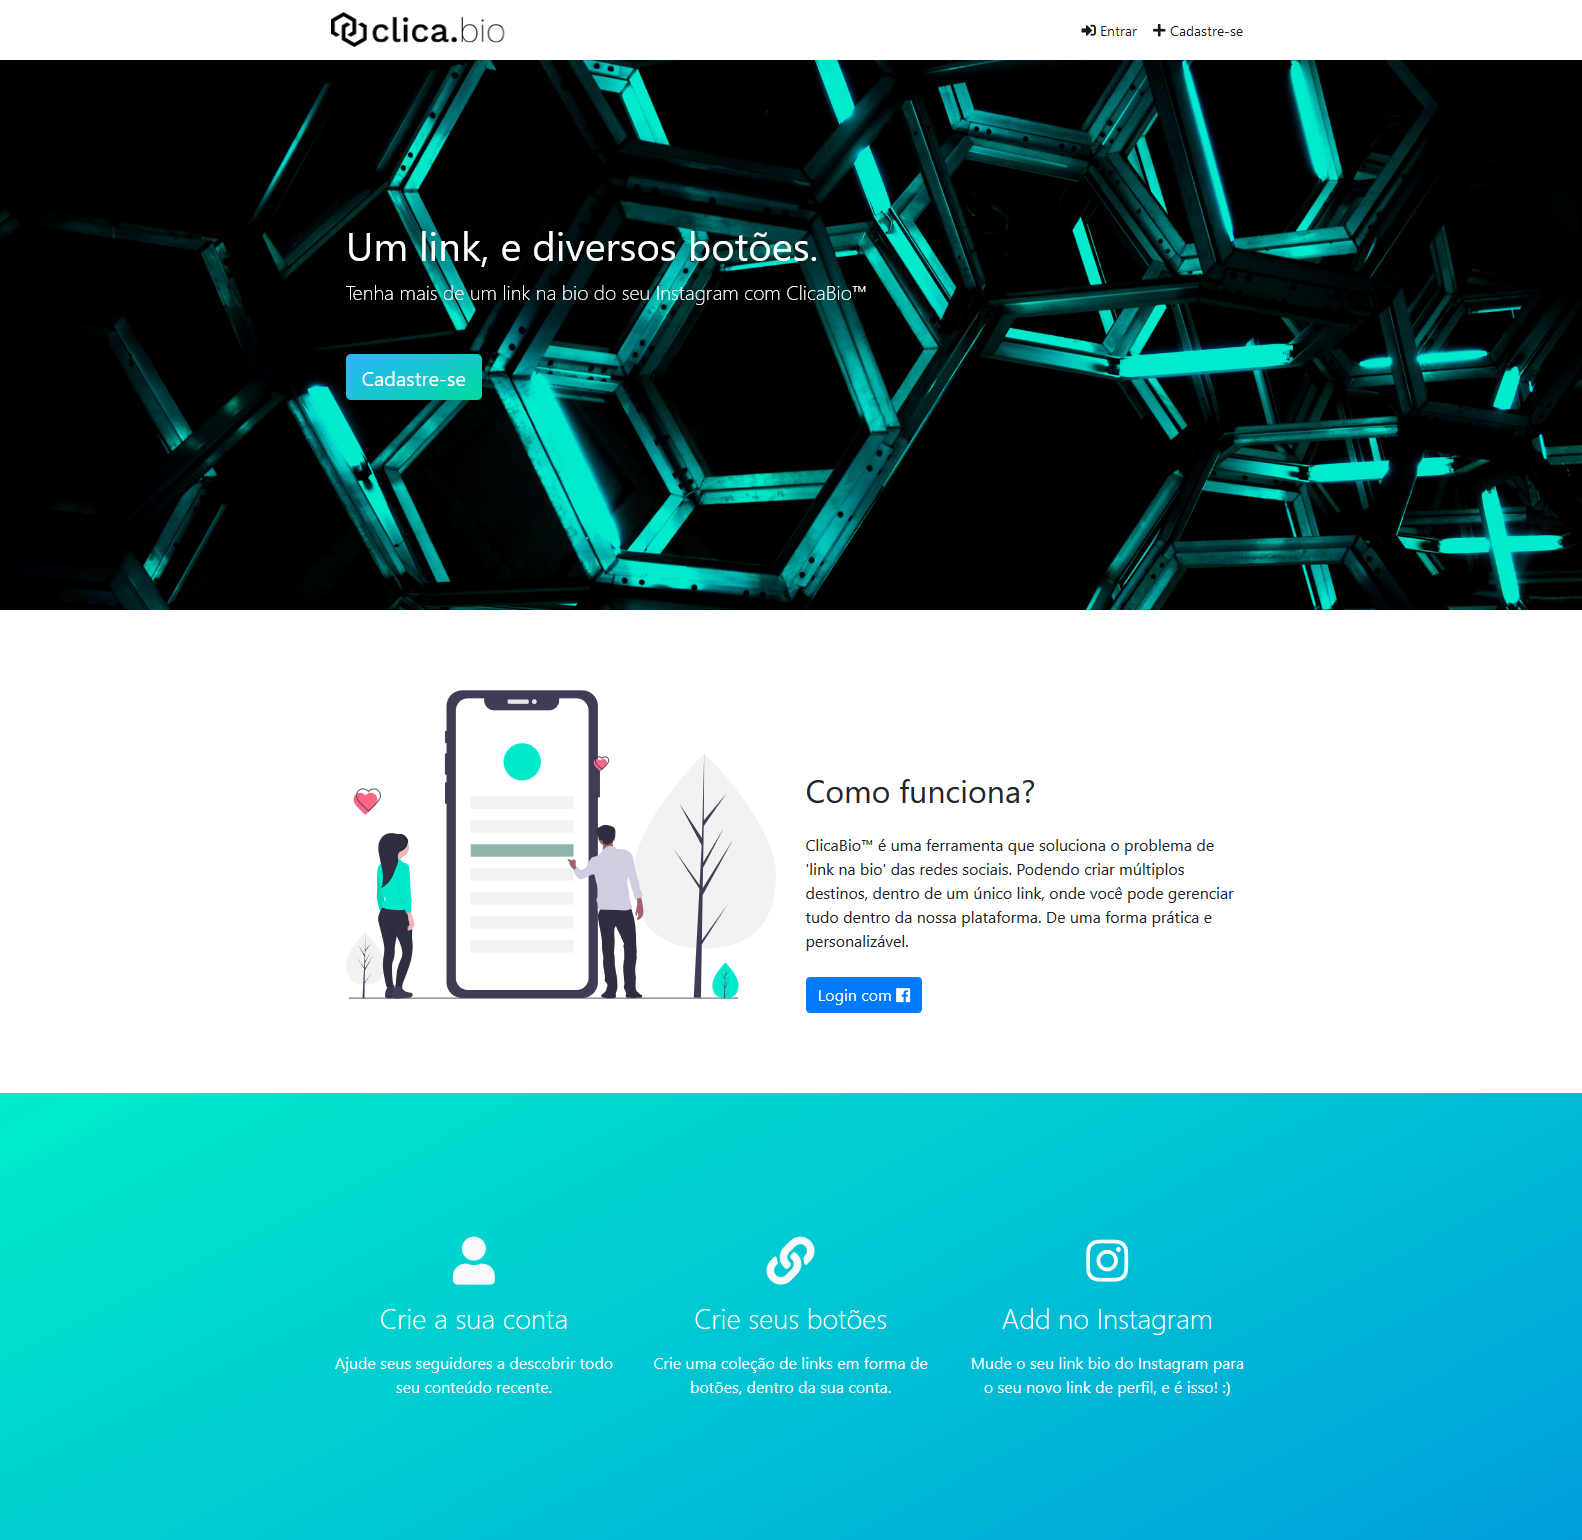 clica.bio
Entrar
Cadastre-se
Um link, e diversos botões.
Tenha mais de um link na bio do seu Instagram com ClicaBio™
Cadastre-se
Como funciona?
ClicaBio™ é uma ferramenta que soluciona o problema de
'link na bio' das redes sociais. Podendo criar múltiplos
destinos, dentro de um único link, onde você pode gerenciar
tudo dentro da nossa plataforma. De uma forma prática e
personalizável.
Login com
Crie a sua conta
Ajude seus seguidores a descobrir todo
seu conteúdo recente.
Crie seus botões
Crie uma coleção de links em forma de
botões, dentro da sua conta.
Add no Instagram
Mude o seu link bio do Instagram para
o seu novo link de perfil, e é isso! :)